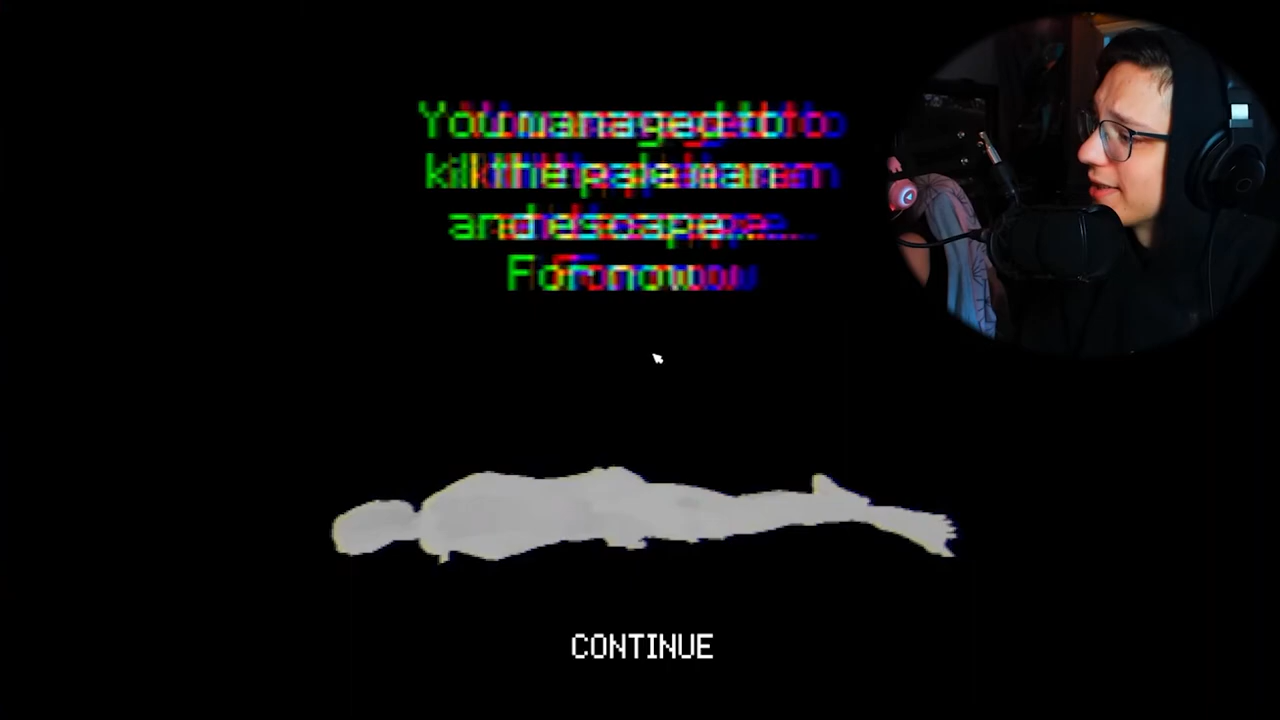 You managed to
kill the pale man
and escape...
For now
CONTINUE